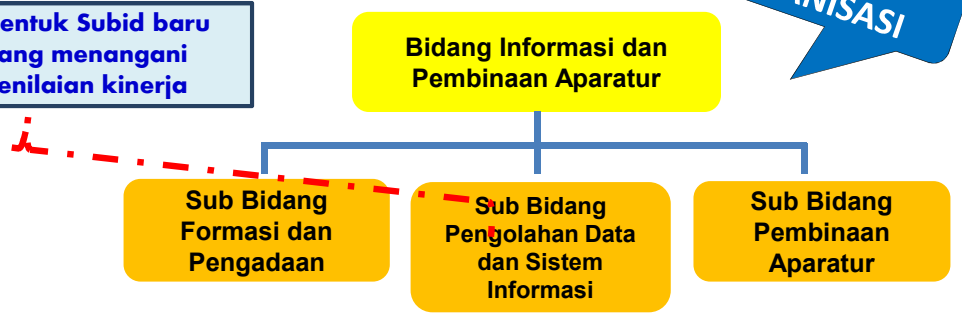 entuk Subid baru
ang menangani
enilaian kinerja
NISASI
Bidang Informasi dan
Pembinaan Aparatur
Sub Bidang
Formasi dan
Pengadaan
Sub Bidang
Pengolahan Data
dan Sistem
Informasi
Sub Bidang
Pembinaan
Aparatur